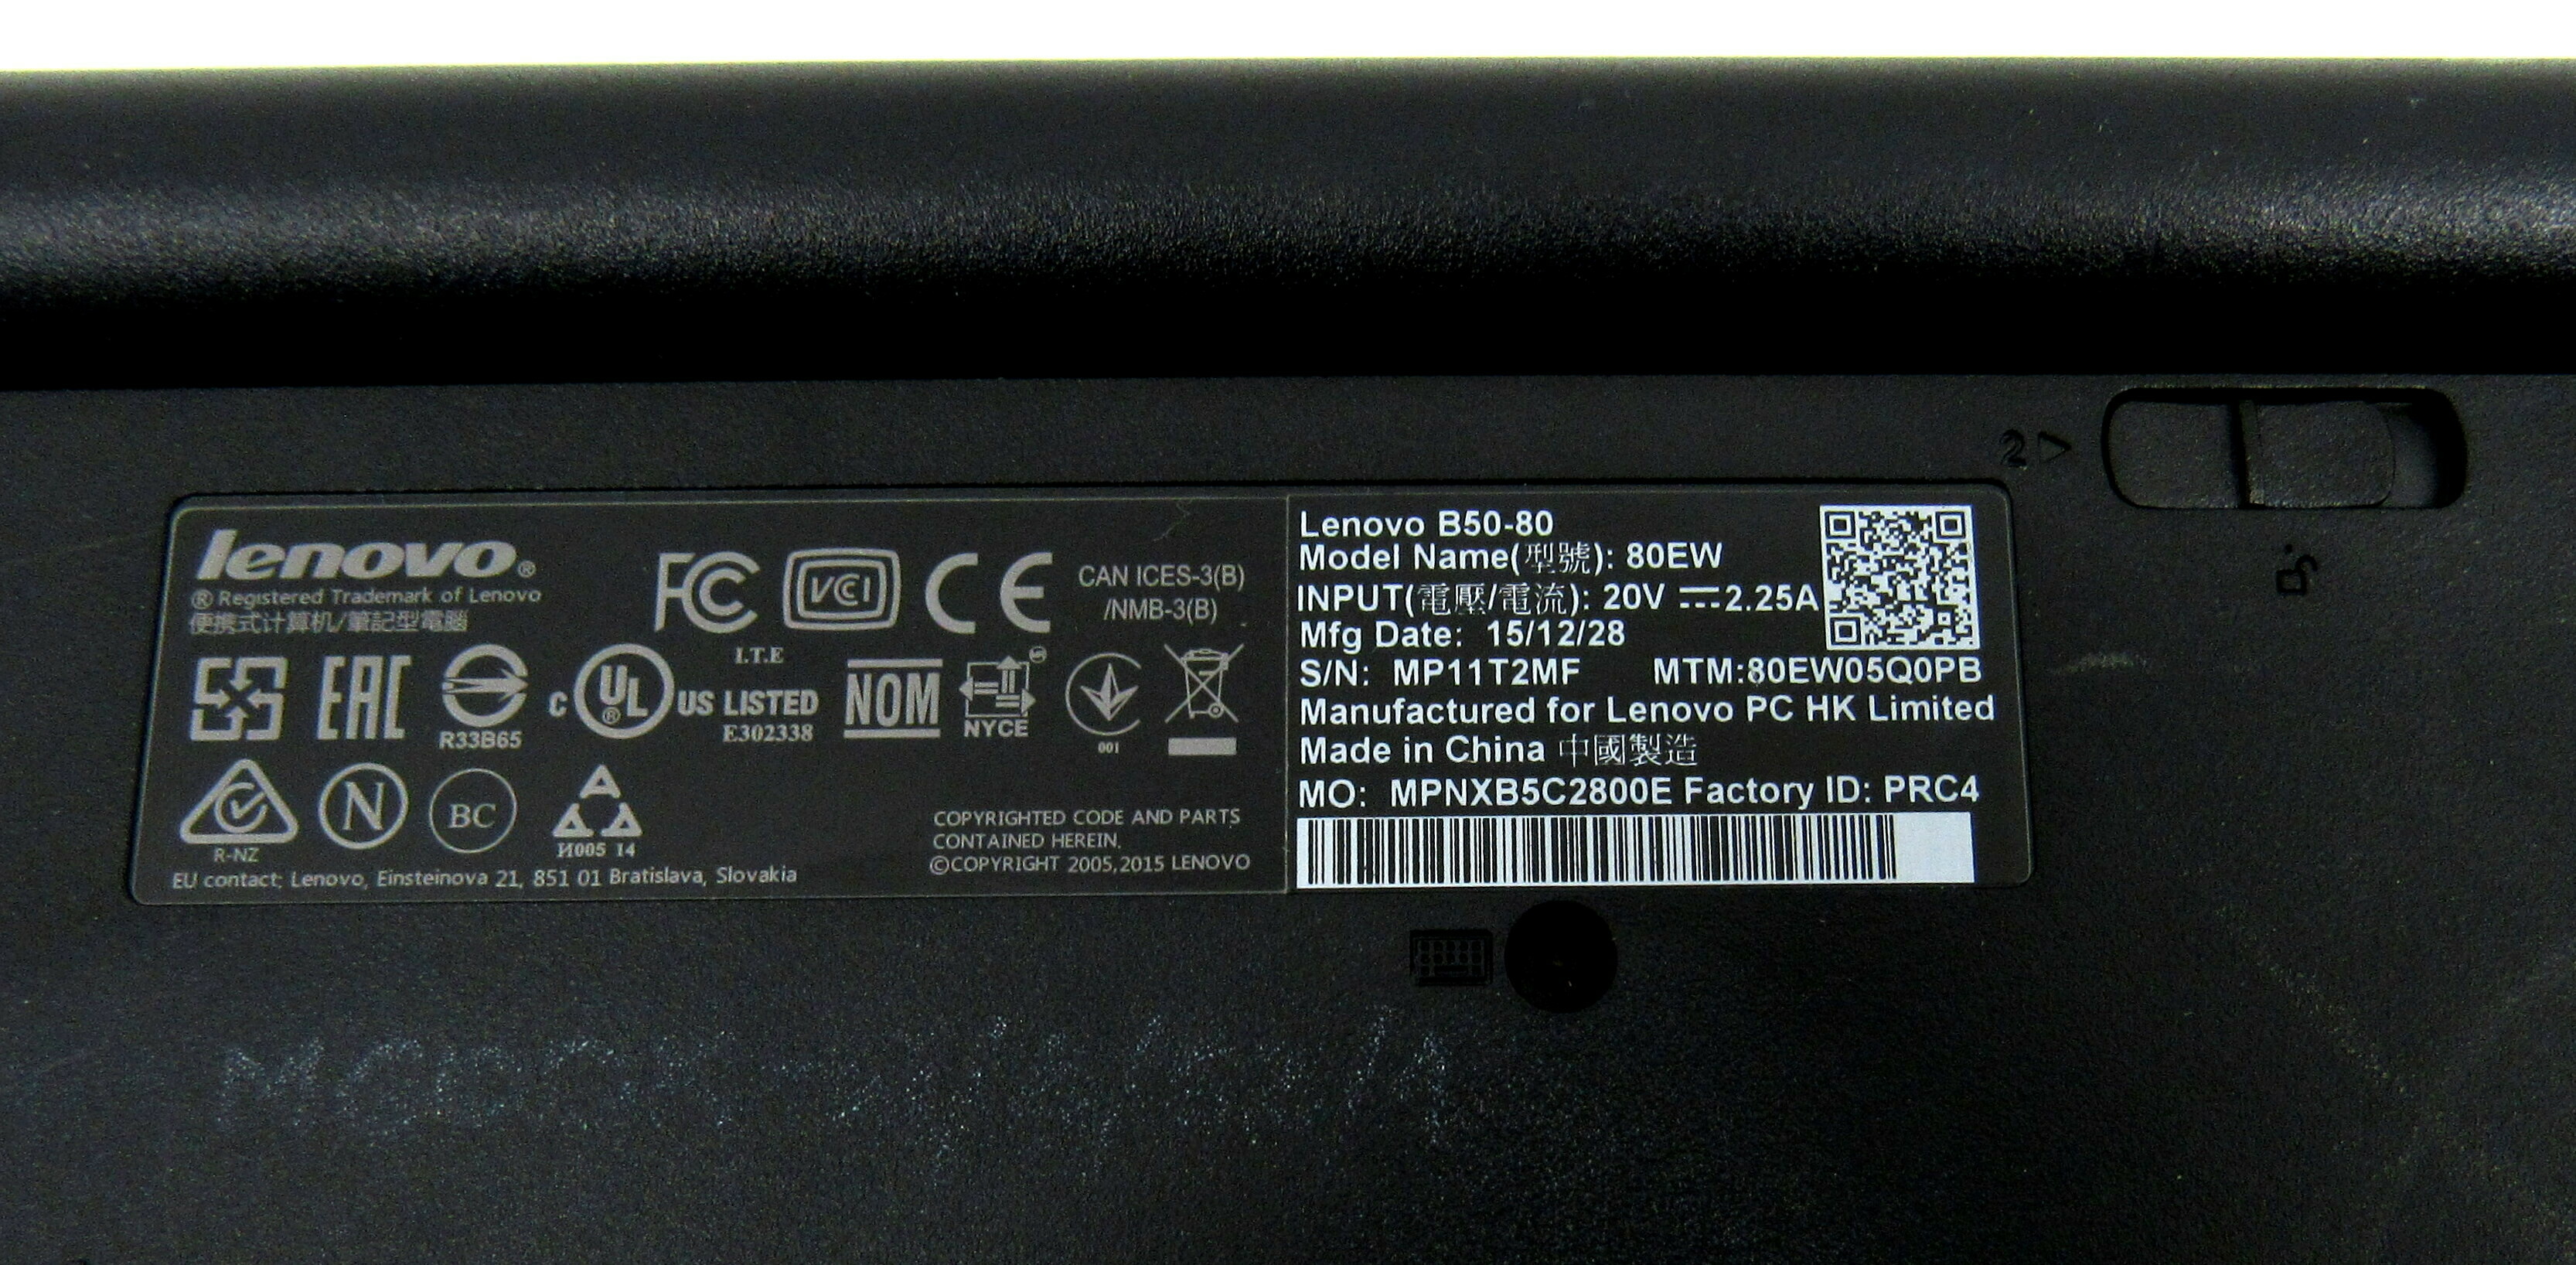 lenovo®
® Registered Trademark of Lenovo
便携式计算机/筆記型電腦
FC
VCI
CE
CAN ICES-3(B)
/NMB-3(B)
EAC
R33B65
C UL® US LISTED
I.T.E
E302338
NOM
NYCE
001
R-NZ
N
BC
И005 14
EU contact: Lenovo, Einsteinova 21, 851 01 Bratislava, Slovakia
COPYRIGHTED CODE AND PARTS
CONTAINED HEREIN.
©COPYRIGHT 2005,2015 LENOVO
Lenovo B50-80
Model Name(型號): 80EW
INPUT(電壓/電流): 20V ⎓2.25A
Mfg Date: 15/12/28
S/N: MP11T2MF MTM:80EW05Q0PB
Manufactured for Lenovo PC HK Limited
Made in China 中國製造
MO: MPNXB5C2800E Factory ID: PRC4
2